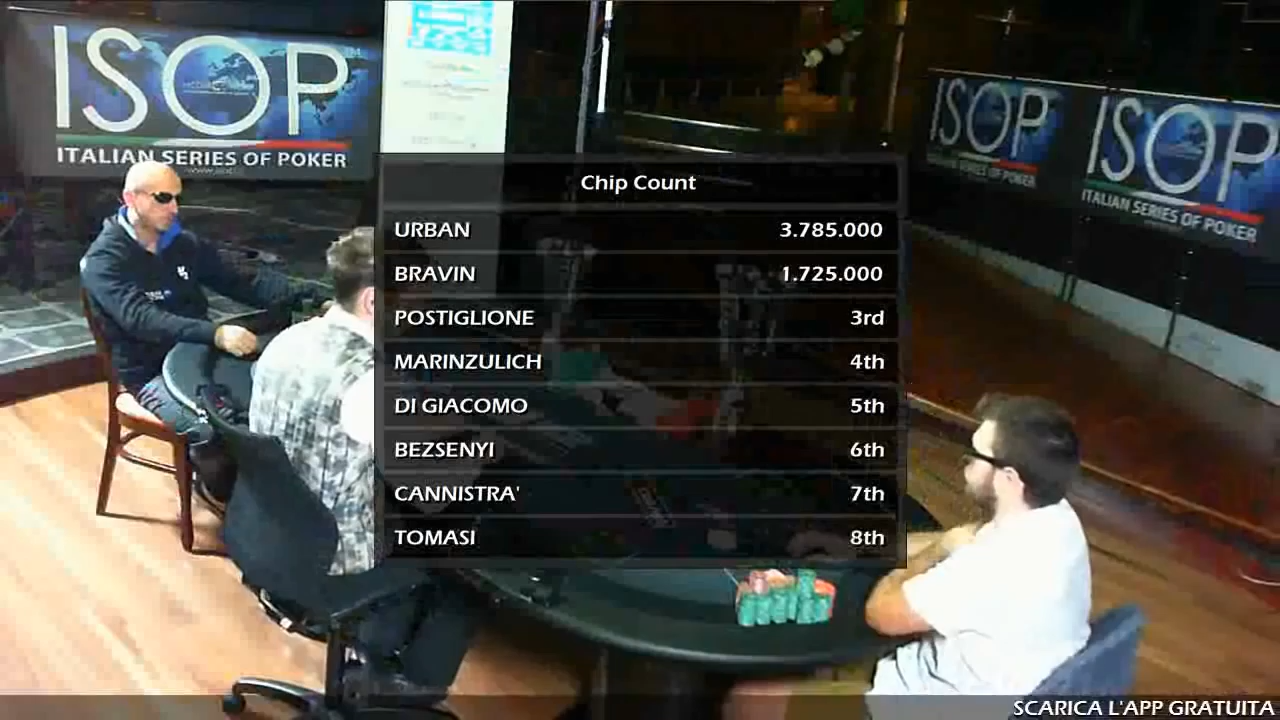 ISOP
ITALIAN SERIES OF POKER
ISOP
ITALIAN SERIES OF POKER
ISOP
ITALIAN SERIES OF POKER
Chip Count
URBAN 3.785.000
BRAVIN 1.725.000
POSTIGLIONE 3rd
MARINZULICH 4th
DI GIACOMO 5th
BEZSENYI 6th
CANNISTRA' 7th
TOMASI 8th
SCARICA L'APP GRATUITA